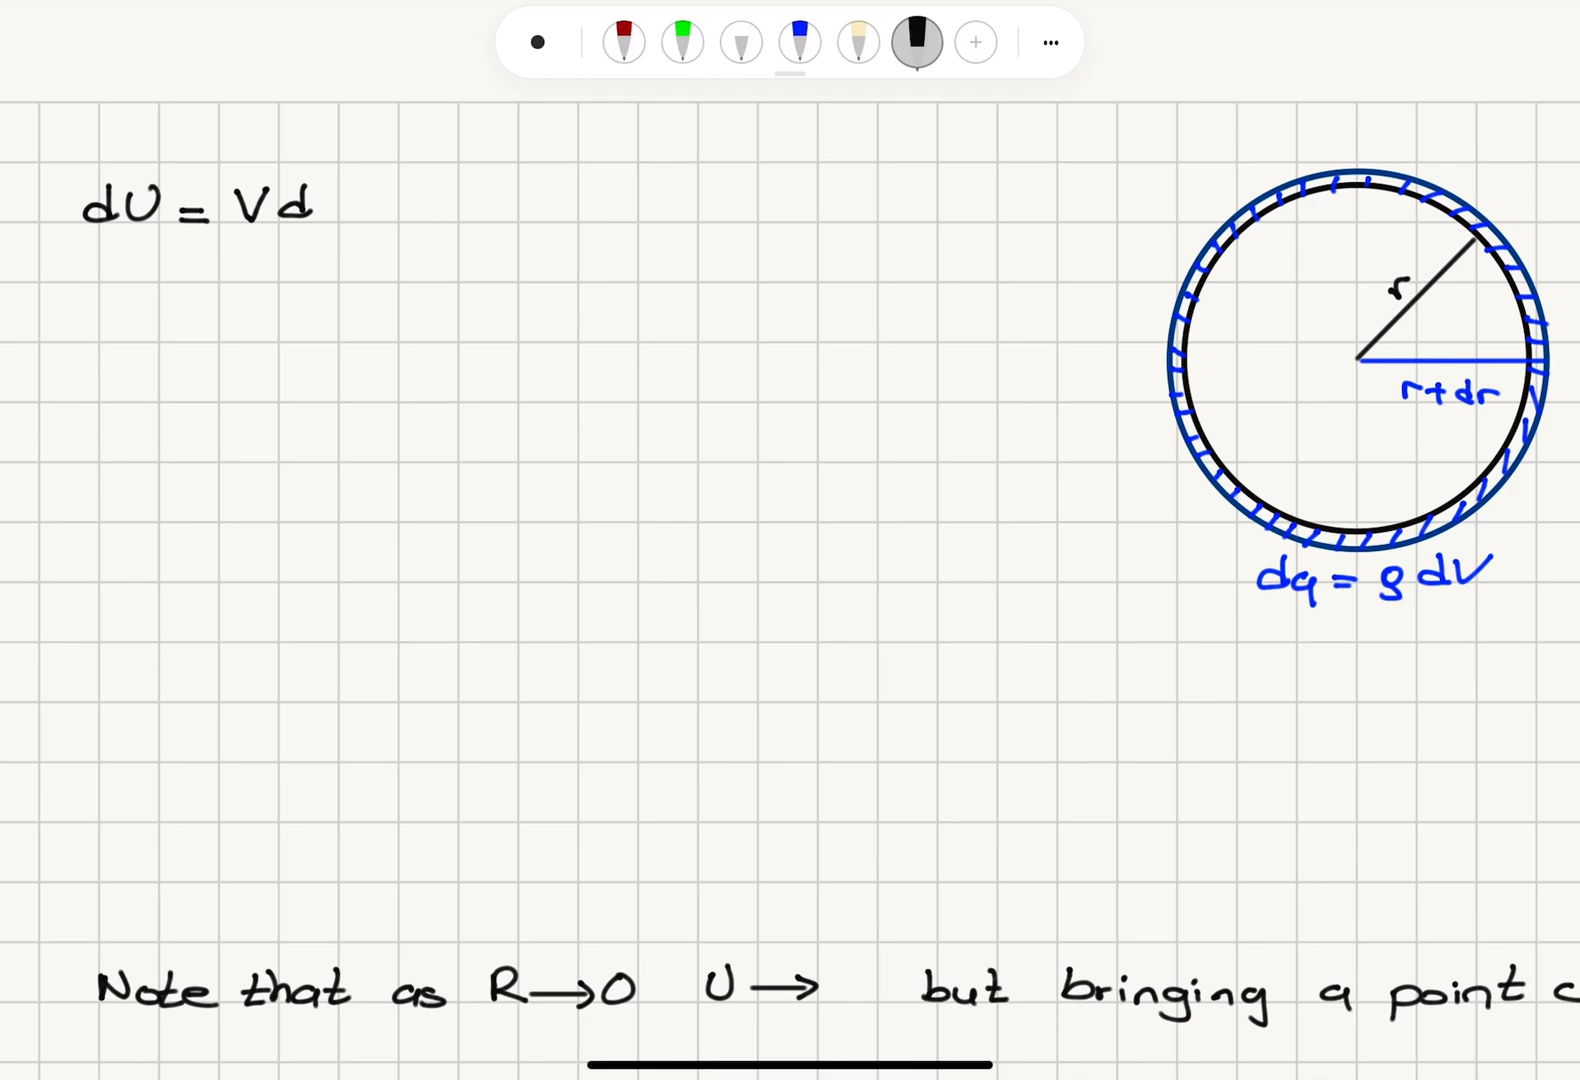 dU = Vd
r
r+dr
dq = ρ dV
Note that as R→0 U→ but bringing a point